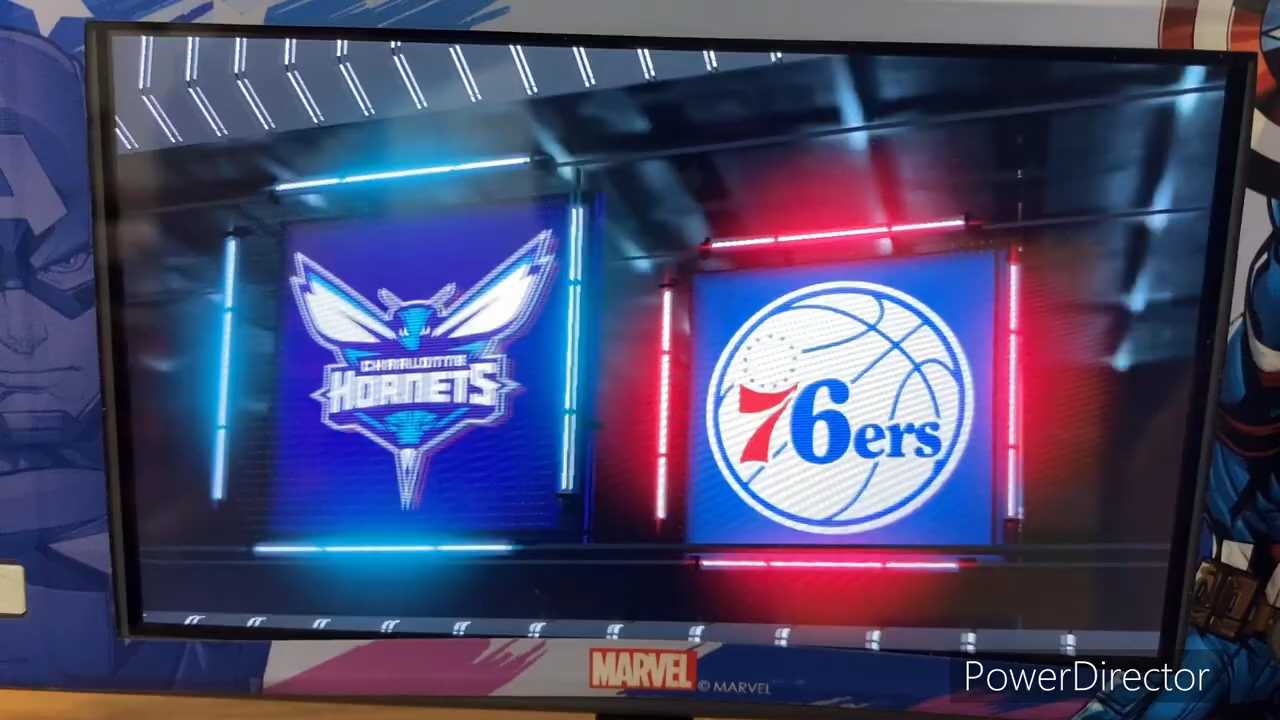 A
CHARLOTTE
HORNETS
76ers
MARVEL © MARVEL
PowerDirector